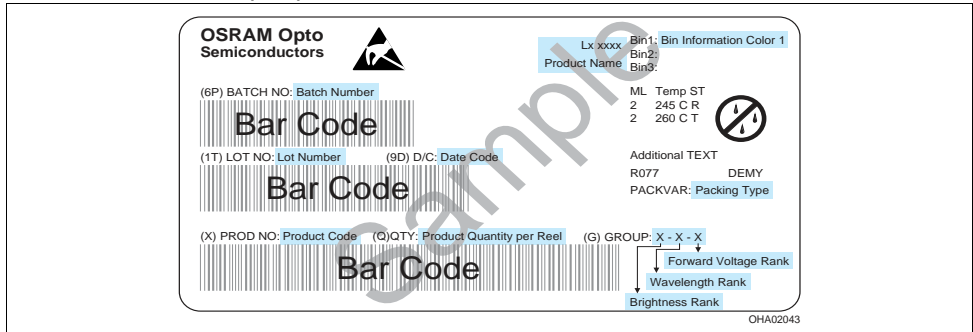 OSRAM Opto
Semiconductors
Lx xxxx
Product Name
Bin1: Bin Information Color 1
Bin2:
Bin3:
(6P) BATCH NO: Batch Number
Bar Code
ML Temp ST
2 245 C R
2 260 C T
(1T) LOT NO: Lot Number (9D) D/C: Date Code
Bar Code
Additional TEXT
R077 DEMY
PACKVAR: Packing Type
Sample
(X) PROD NO: Product Code (Q)QTY: Product Quantity per Reel (G) GROUP: X - X - X
Bar Code
Forward Voltage Rank
Wavelength Rank
Brightness Rank
OHA02043